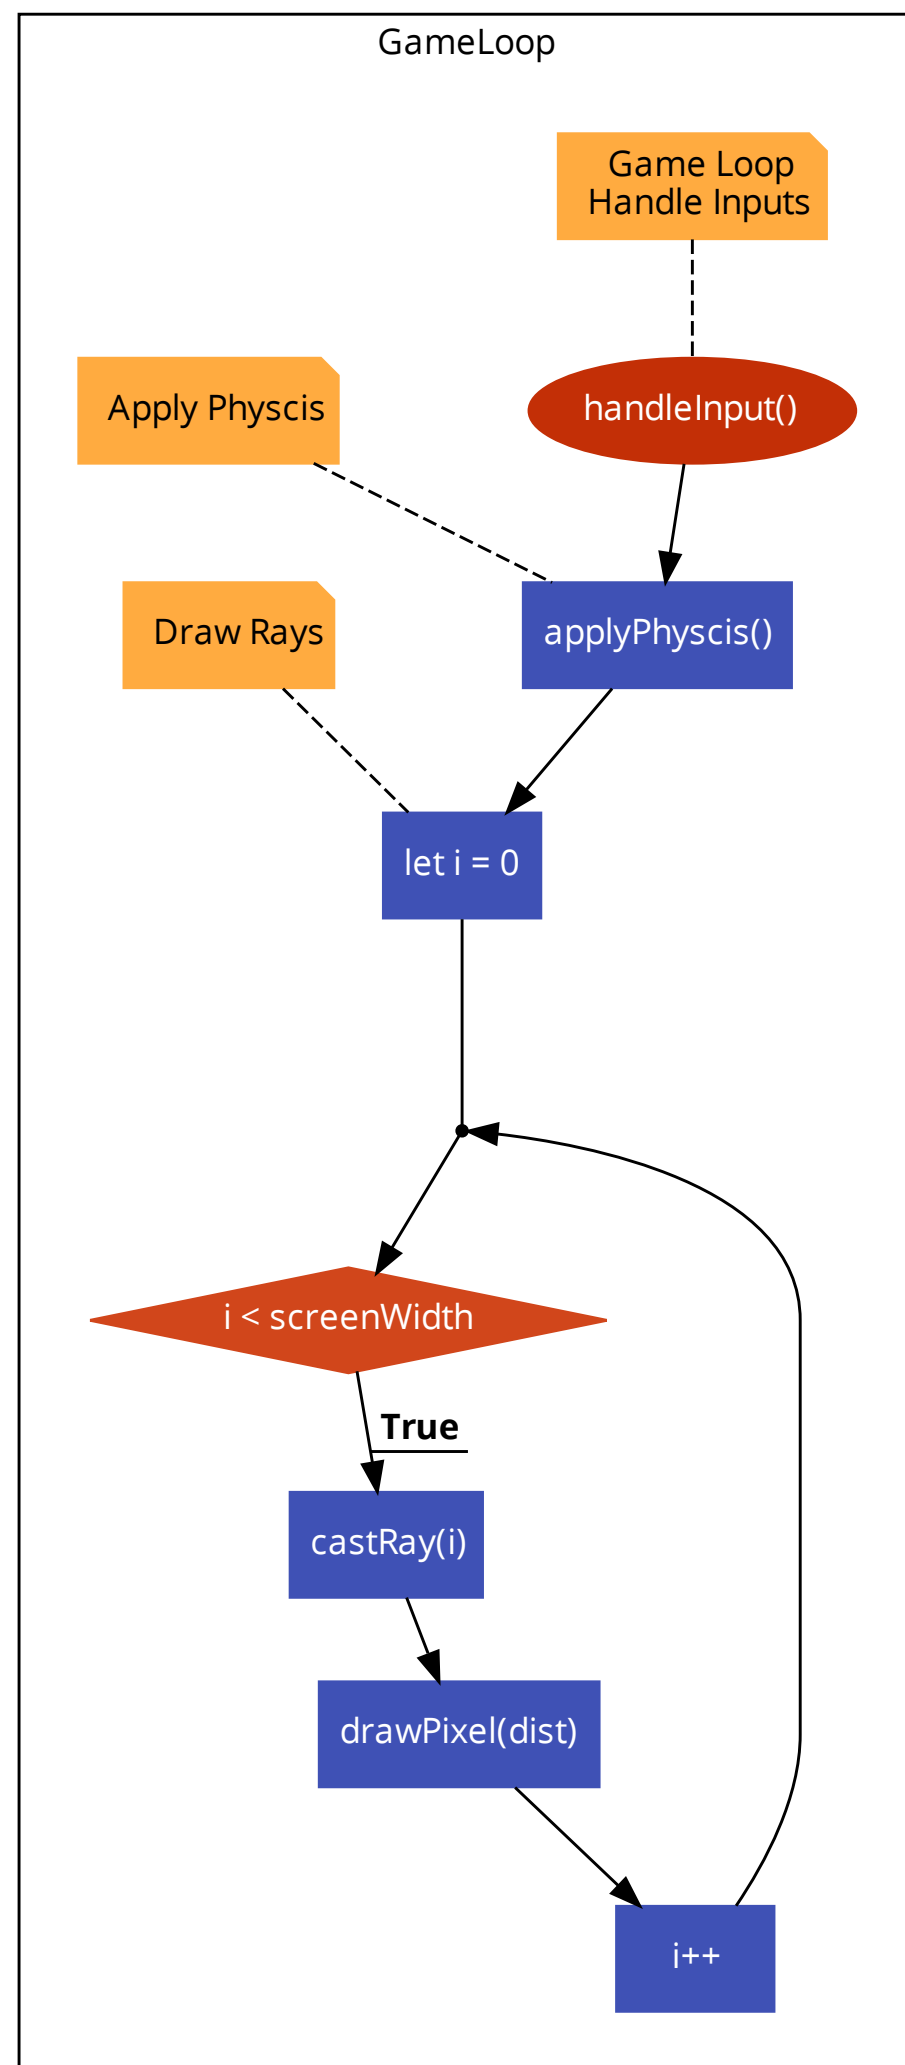 GameLoop
Game Loop
Handle Inputs
Apply Physcis
handleInput()
Draw Rays
applyPhyscis()
let i = 0
i < screenWidth
True
castRay(i)
drawPixel(dist)
i++